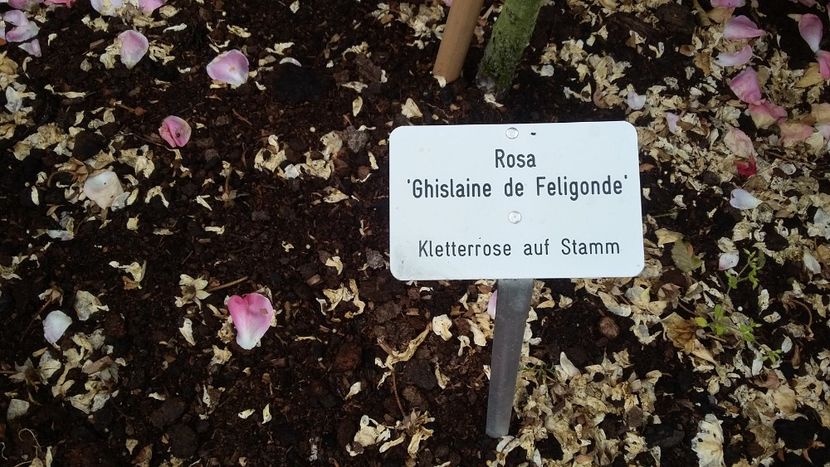 Rosa
'Ghislaine de Feligonde'
Kletterrose auf Stamm